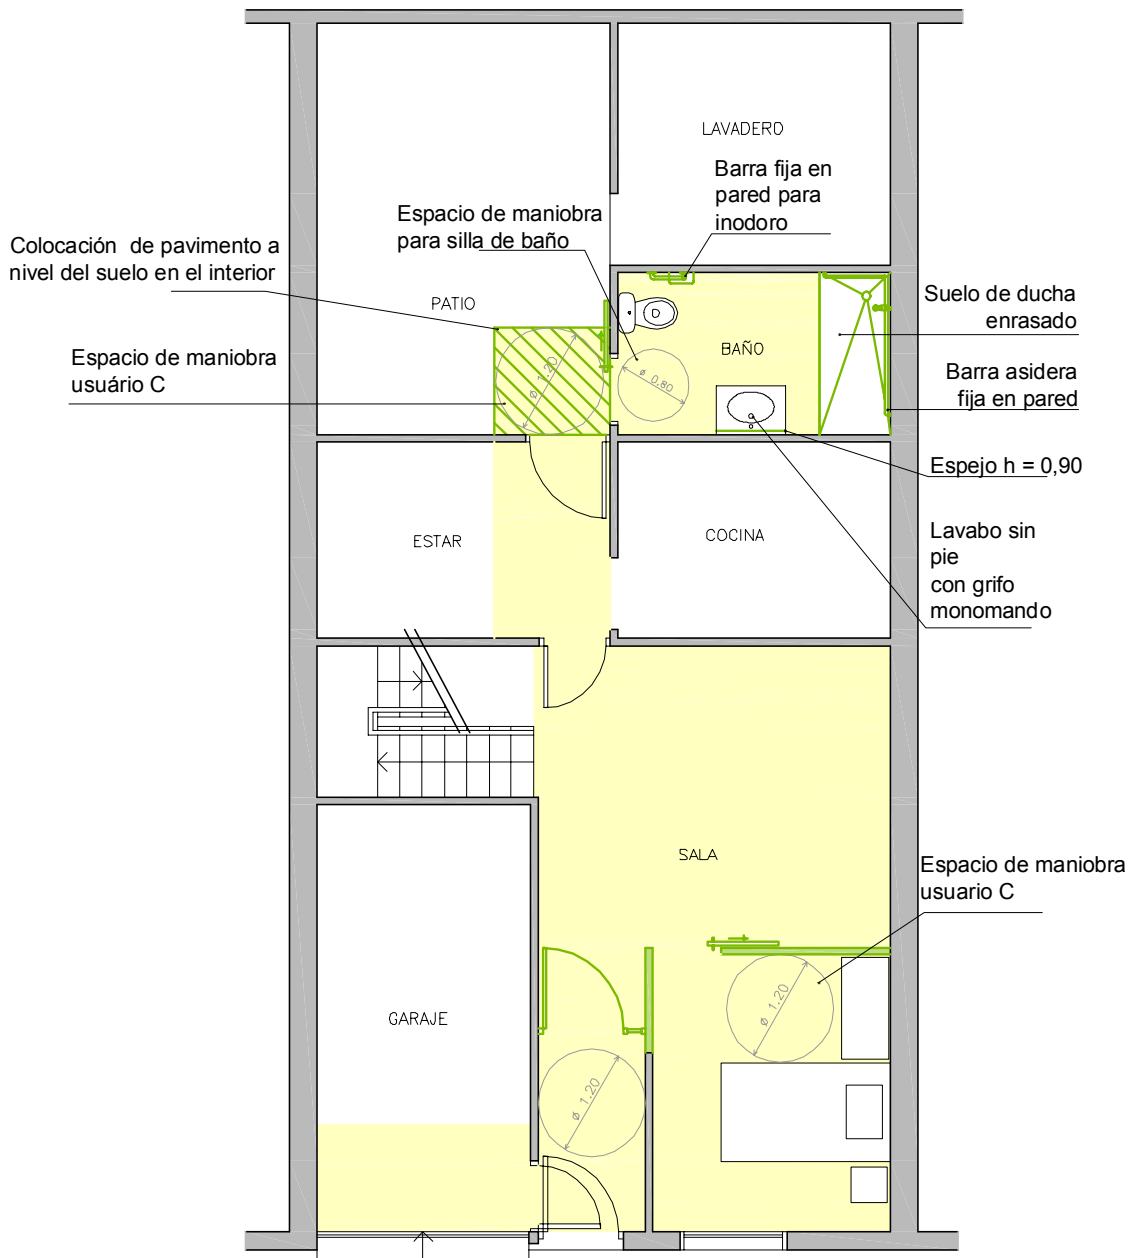 LAVADERO
Barra fija en
pared para
inodoro
Espacio de maniobra
para silla de baño
Colocación de pavimento a
nivel del suelo en el interior
PATIO
Suelo de ducha
enrasado
Espacio de maniobra
usuário C
ø 1.20
ø 0.80
BAÑO
Barra asidera
fija en pared
Espejo h = 0,90
ESTAR
COCINA
Lavabo sin
pie
con grifo
monomando
SALA
Espacio de maniobra
usuario C
ø 1.20
GARAJE
ø 1.20